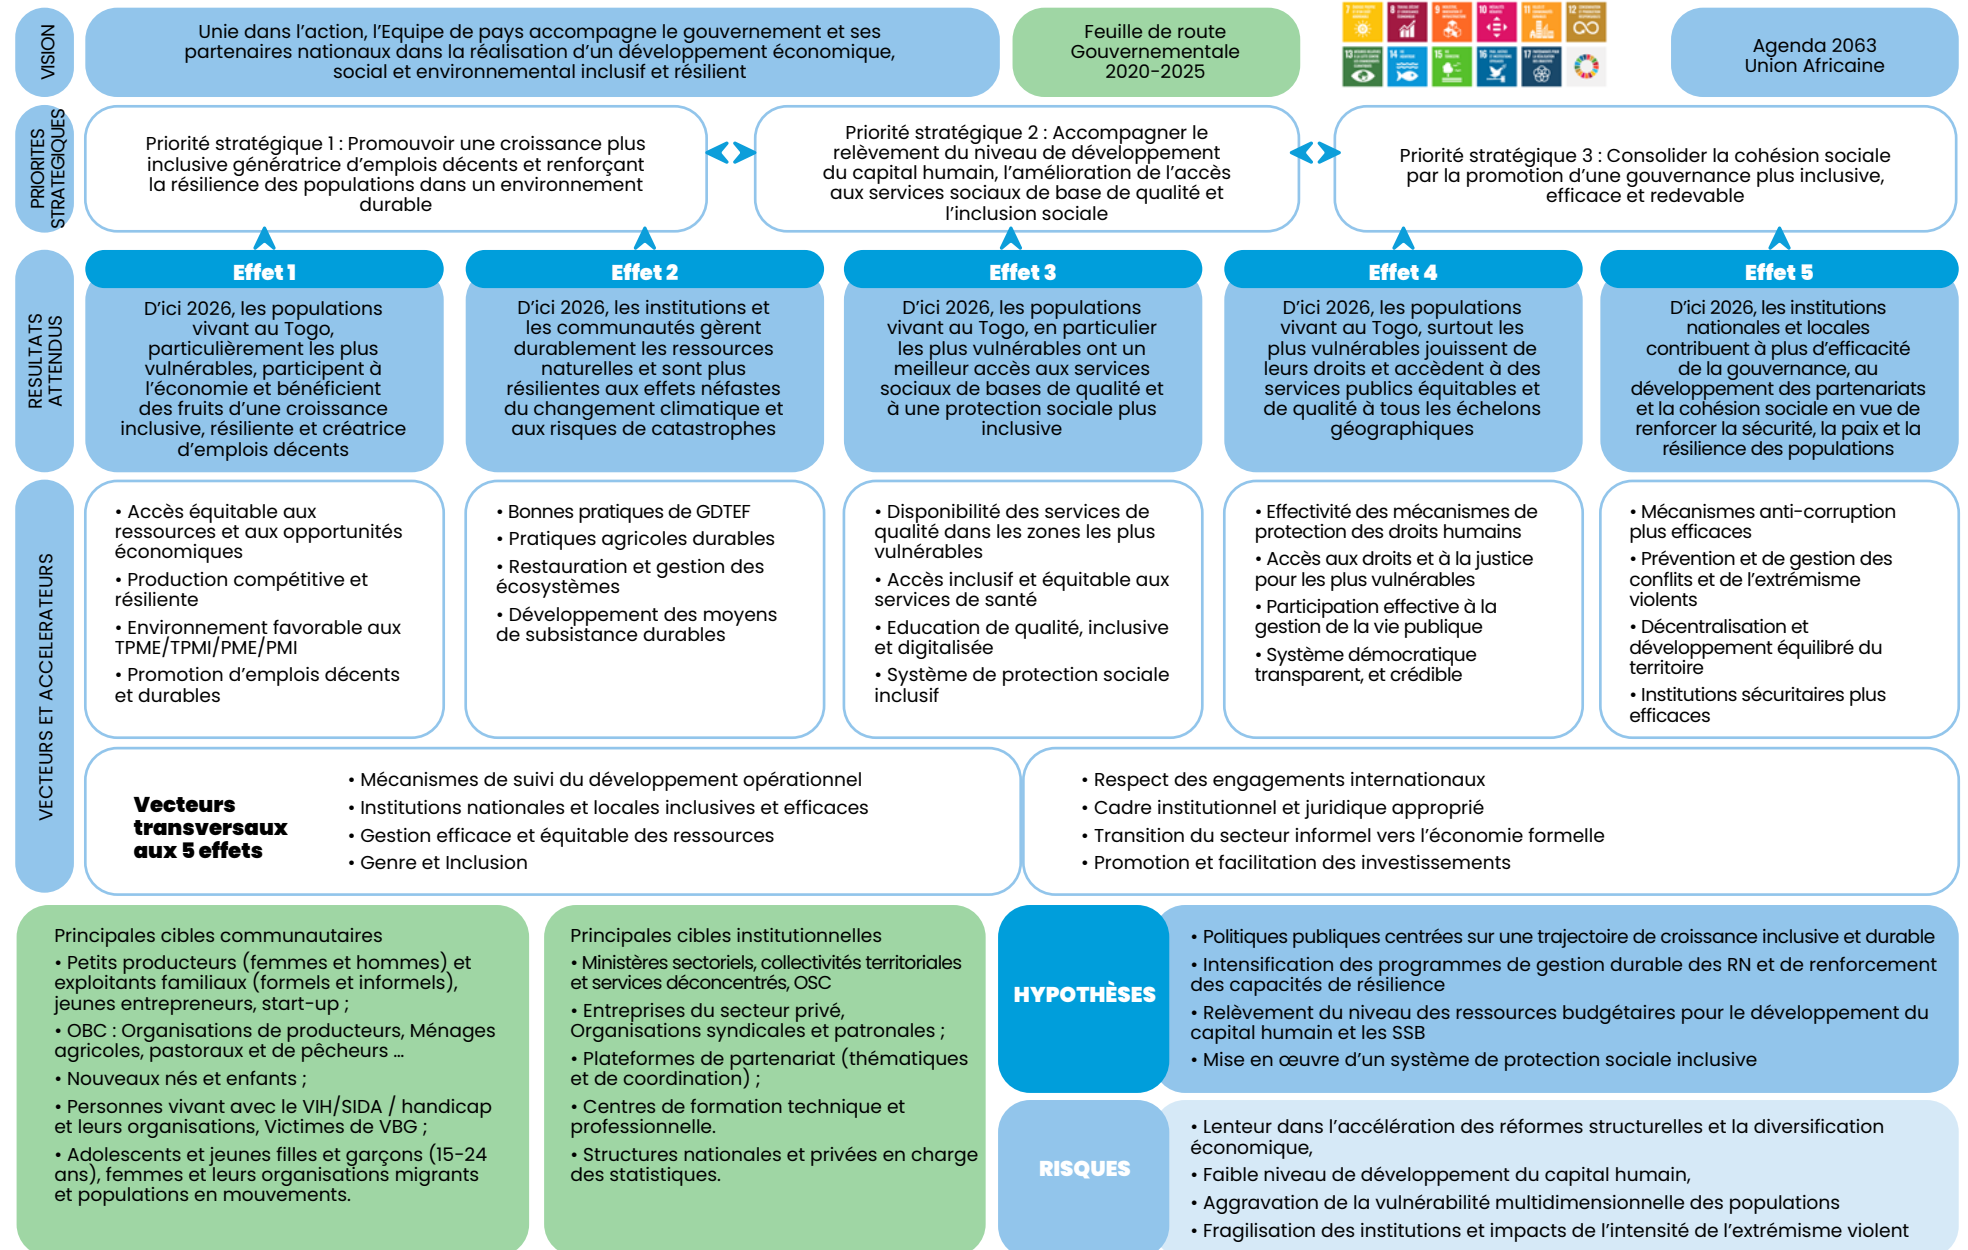 VISION
Unie dans l’action, l’Equipe de pays accompagne le gouvernement et ses
partenaires nationaux dans la réalisation d’un développement économique,
social et environnemental inclusif et résilient
Feuille de route
Gouvernementale
2020-2025
7
8
9
10
11
12
13
14
15
16
17
Agenda 2063
Union Africaine
PRIORITES
STRATEGIQUES
Priorité stratégique 1 : Promouvoir une croissance plus
inclusive génératrice d’emplois décents et renforçant
la résilience des populations dans un environnement
durable
Priorité stratégique 2 : Accompagner le
relèvement du niveau de développement
du capital humain, l’amélioration de l’accès
aux services sociaux de base de qualité et
l’inclusion sociale
Priorité stratégique 3 : Consolider la cohésion sociale
par la promotion d’une gouvernance plus inclusive,
efficace et redevable
RESULTATS
ATTENDUS
Effet 1
D’ici 2026, les populations
vivant au Togo,
particulièrement les plus
vulnérables, participent à
l’économie et bénéficient
des fruits d’une croissance
inclusive, résiliente et créatrice
d’emplois décents
Effet 2
D’ici 2026, les institutions et
les communautés gèrent
durablement les ressources
naturelles et sont plus
résilientes aux effets néfastes
du changement climatique et
aux risques de catastrophes
Effet 3
D’ici 2026, les populations
vivant au Togo, en particulier
les plus vulnérables ont un
meilleur accès aux services
sociaux de bases de qualité et
à une protection sociale plus
inclusive
Effet 4
D’ici 2026, les populations
vivant au Togo, surtout les
plus vulnérables jouissent de
leurs droits et accèdent à des
services publics équitables et
de qualité à tous les échelons
géographiques
Effet 5
D’ici 2026, les institutions
nationales et locales
contribuent à plus d’efficacité
de la gouvernance, au
développement des partenariats
et la cohésion sociale en vue de
renforcer la sécurité, la paix et la
résilience des populations
VECTEURS ET ACCELERATEURS
• Accès équitable aux
ressources et aux opportunités
économiques
• Production compétitive et
résiliente
• Environnement favorable aux
TPME/TPMI/PME/PMI
• Promotion d’emplois décents
et durables
• Bonnes pratiques de GDTEF
• Pratiques agricoles durables
• Restauration et gestion des
écosystèmes
• Développement des moyens
de subsistance durables
• Disponibilité des services de
qualité dans les zones les plus
vulnérables
• Accès inclusif et équitable aux
services de santé
• Education de qualité, inclusive
et digitalisée
• Système de protection sociale
inclusif
• Effectivité des mécanismes de
protection des droits humains
• Accès aux droits et à la justice
pour les plus vulnérables
• Participation effective à la
gestion de la vie publique
• Système démocratique
transparent, et crédible
• Mécanismes anti-corruption
plus efficaces
• Prévention et de gestion des
conflits et de l’extrémisme
violents
• Décentralisation et
développement équilibré du
territoire
• Institutions sécuritaires plus
efficaces
Vecteurs
transversaux
aux 5 effets
• Mécanismes de suivi du développement opérationnel
• Institutions nationales et locales inclusives et efficaces
• Gestion efficace et équitable des ressources
• Genre et Inclusion
• Respect des engagements internationaux
• Cadre institutionnel et juridique approprié
• Transition du secteur informel vers l’économie formelle
• Promotion et facilitation des investissements
Principales cibles communautaires
• Petits producteurs (femmes et hommes) et
exploitants familiaux (formels et informels),
jeunes entrepreneurs, start-up ;
• OBC : Organisations de producteurs, Ménages
agricoles, pastoraux et de pêcheurs ...
• Nouveaux nés et enfants ;
• Personnes vivant avec le VIH/SIDA / handicap
et leurs organisations, Victimes de VBG ;
• Adolescents et jeunes filles et garçons (15-24
ans), femmes et leurs organisations migrants
et populations en mouvements.
Principales cibles institutionnelles
• Ministères sectoriels, collectivités territoriales
et services déconcentrés, OSC
• Entreprises du secteur privé,
Organisations syndicales et patronales ;
• Plateformes de partenariat (thématiques
et de coordination) ;
• Centres de formation technique et
professionnelle.
• Structures nationales et privées en charge
des statistiques.
HYPOTHÈSES
• Politiques publiques centrées sur une trajectoire de croissance inclusive et durable
• Intensification des programmes de gestion durable des RN et de renforcement
des capacités de résilience
• Relèvement du niveau des ressources budgétaires pour le développement du
capital humain et les SSB
• Mise en œuvre d’un système de protection sociale inclusive
RISQUES
• Lenteur dans l’accélération des réformes structurelles et la diversification
économique,
• Faible niveau de développement du capital humain,
• Aggravation de la vulnérabilité multidimensionnelle des populations
• Fragilisation des institutions et impacts de l’intensité de l’extrémisme violent